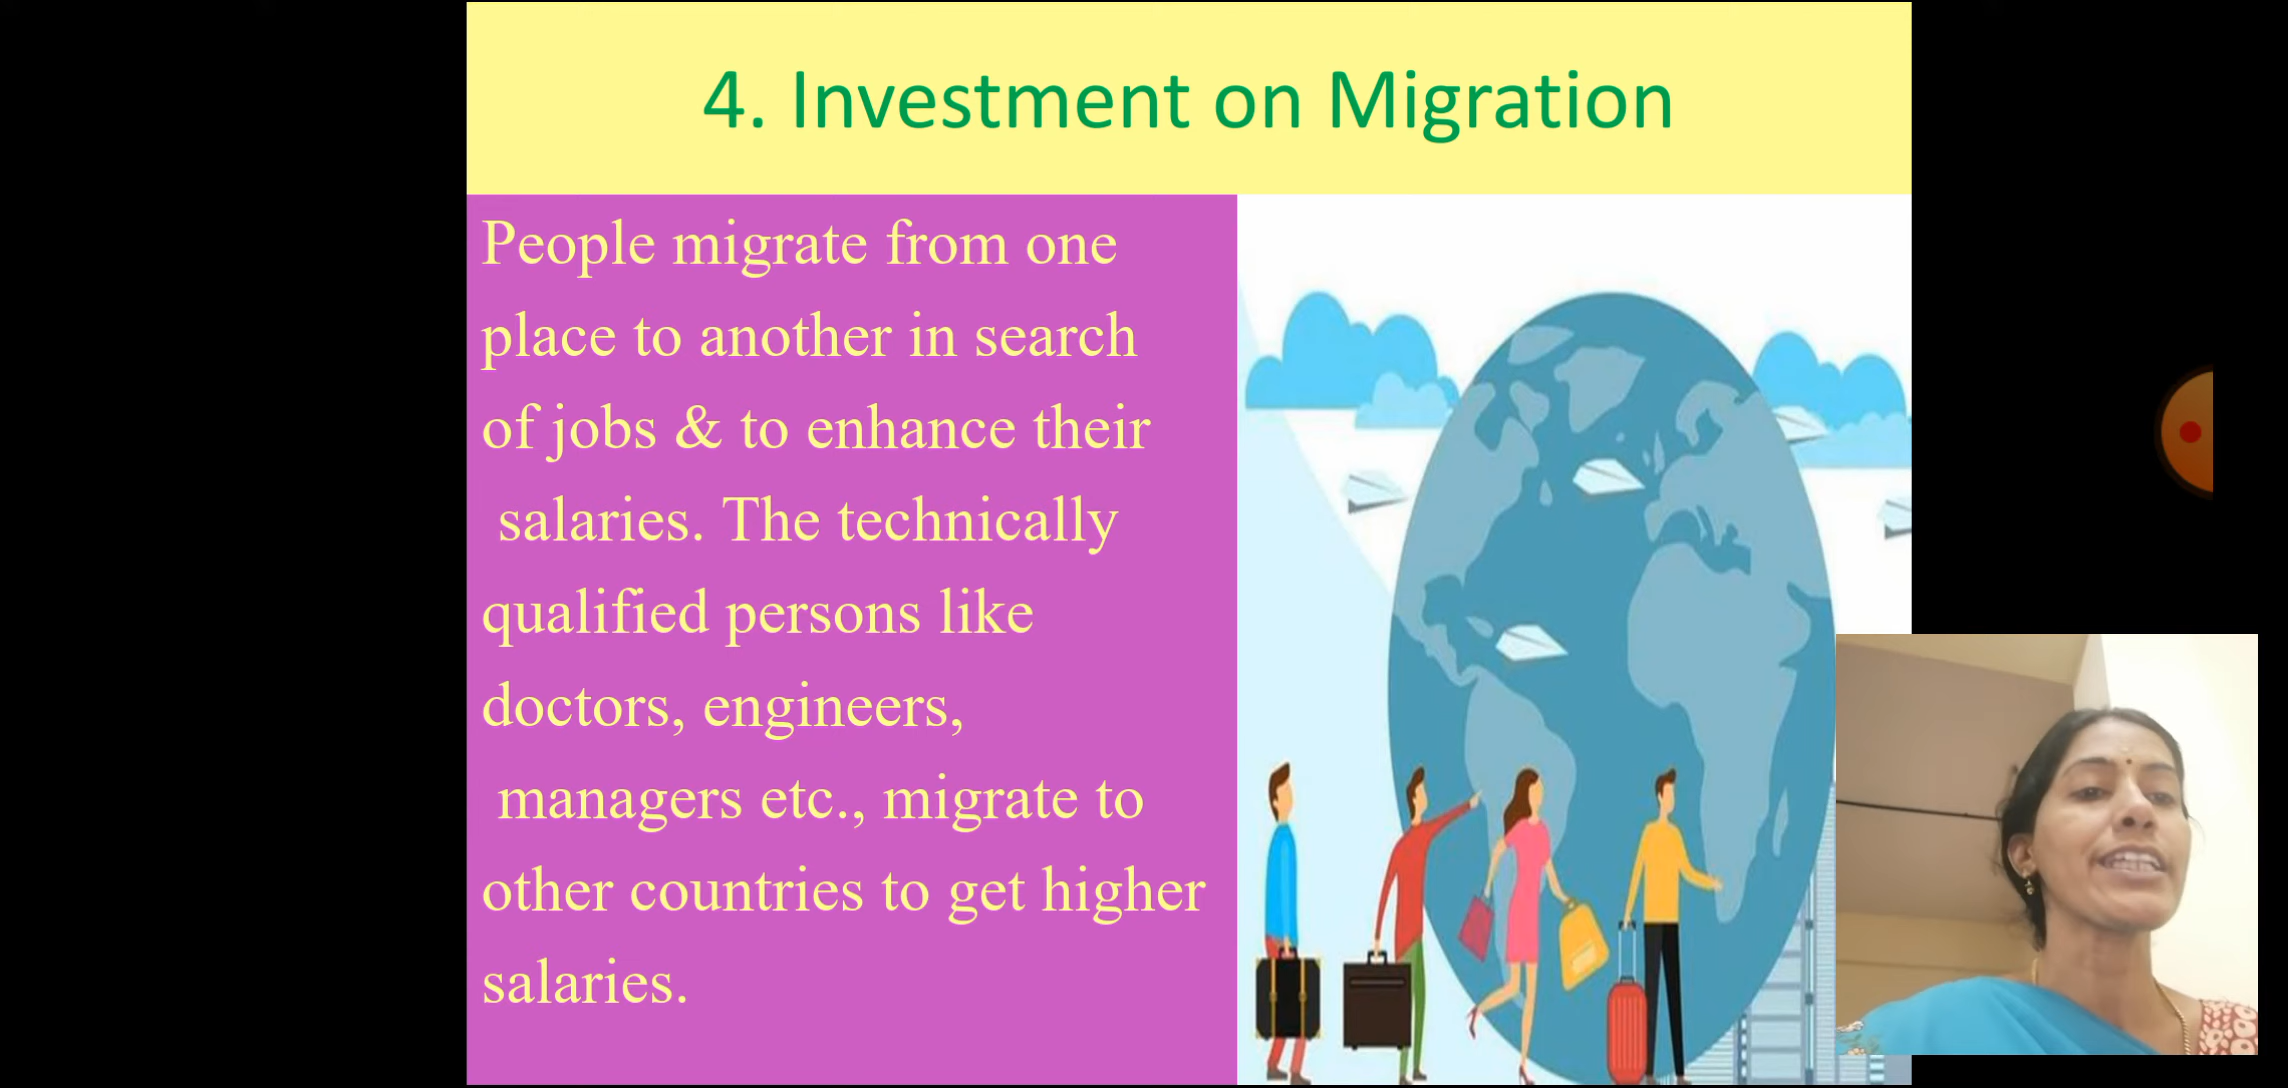 4. Investment on Migration
People migrate from one
place to another in search
of jobs & to enhance their
salaries. The technically
qualified persons like
doctors, engineers,
managers etc., migrate to
other countries to get higher
salaries.